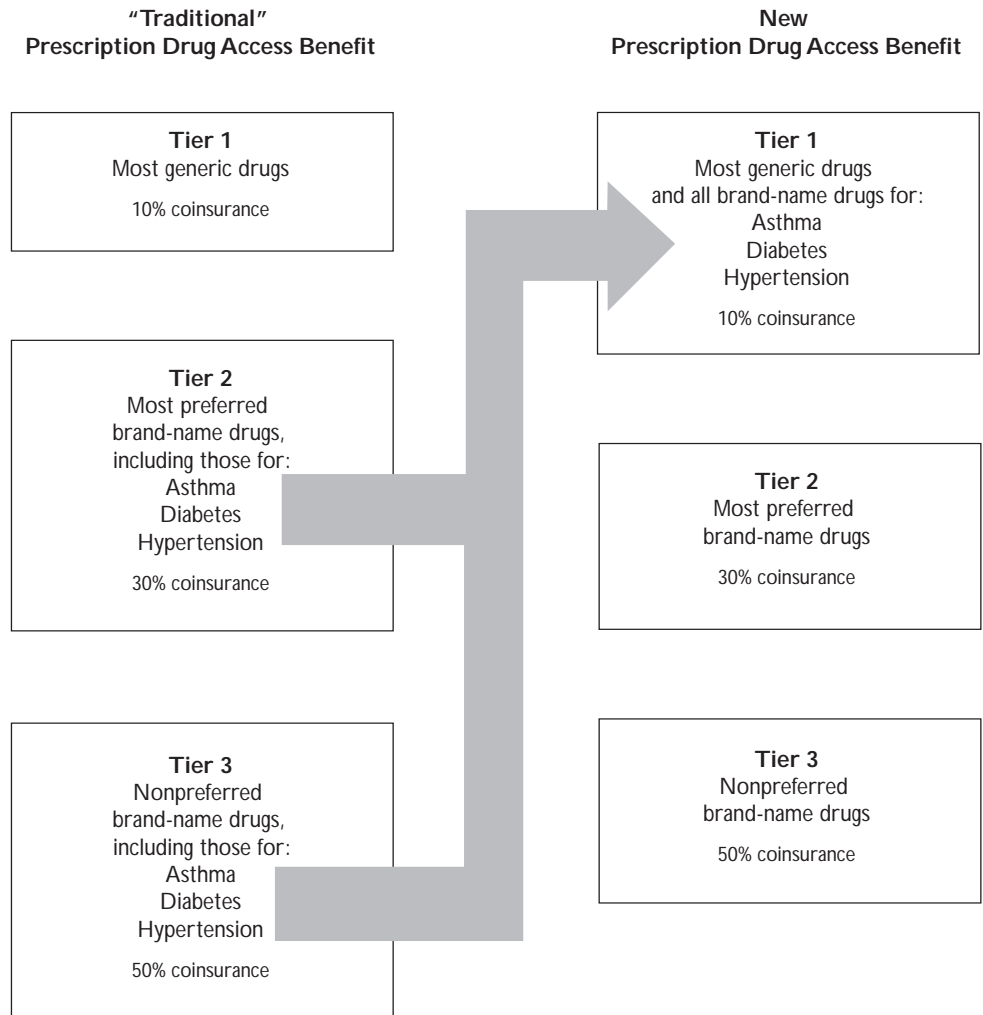 “Traditional”
Prescription Drug Access Benefit
Tier 1
Most generic drugs
10% coinsurance
Tier 2
Most preferred
brand-name drugs,
including those for:
Asthma
Diabetes
Hypertension
30% coinsurance
Tier 3
Nonpreferred
brand-name drugs,
including those for:
Asthma
Diabetes
Hypertension
50% coinsurance
New
Prescription Drug Access Benefit
Tier 1
Most generic drugs
and all brand-name drugs for:
Asthma
Diabetes
Hypertension
10% coinsurance
Tier 2
Most preferred
brand-name drugs
30% coinsurance
Tier 3
Nonpreferred
brand-name drugs
50% coinsurance